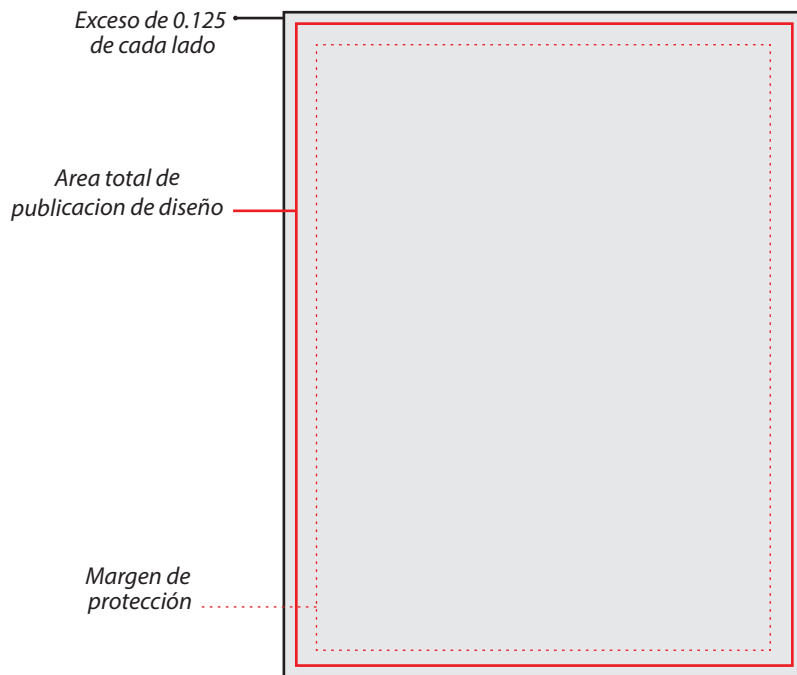 Exceso de 0.125
de cada lado
Area total de
publicacion de diseño
Margen de
protección